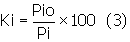 Ki = Pio/Pi × 100 (3)